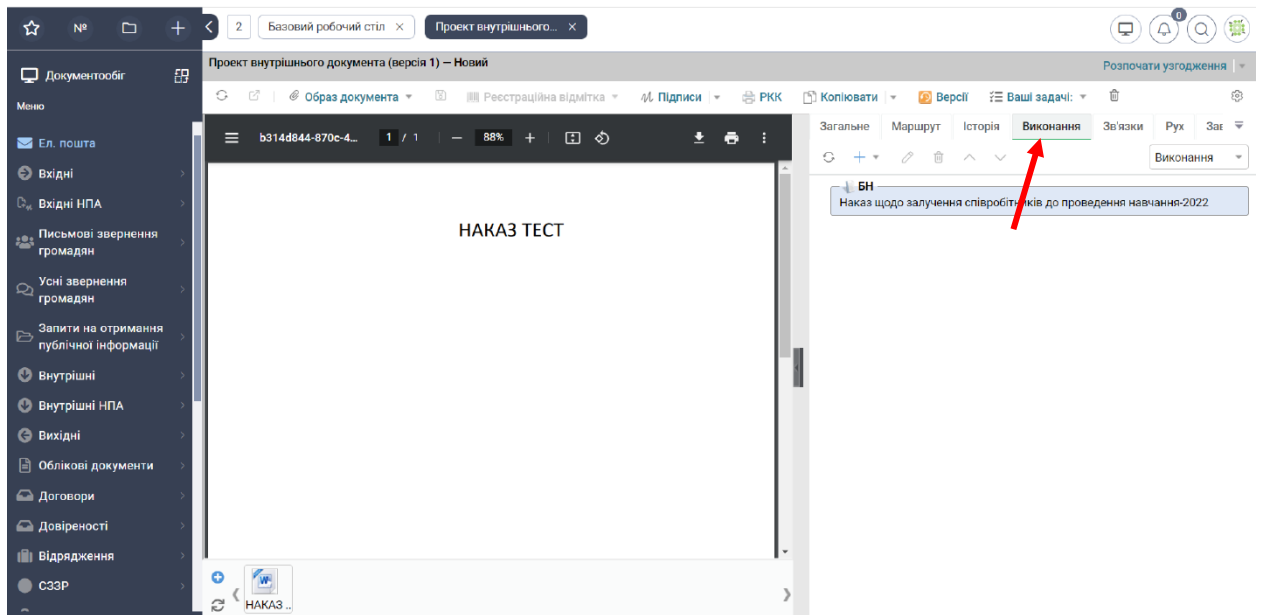 №
2
Базовий робочий стіл ×
Проект внутрішнього... ×
0
Документообіг
Меню
Ел. пошта
Вхідні
Вхідні НПА
Письмові звернення
громадян
Усні звернення
громадян
Запити на отримання
публічної інформації
Внутрішні
Внутрішні НПА
Вихідні
Облікові документи
Договори
Довіреності
Відрядження
СЗЗР
Проект внутрішнього документа (версія 1) — Новий
Розпочати узгодження
Образ документа
Реєстраційна відмітка
Підписи
РКК
Копіювати
Версії
Ваші задачі:
b314d844-870c-4...
1 / 1
88%
НАКАЗ ТЕСТ
НАКАЗ ..
Загальне
Маршрут
Історія
Виконання
Зв'язки
Рух
Виконання
БН
Наказ щодо залучення співробітників до проведення навчання-2022